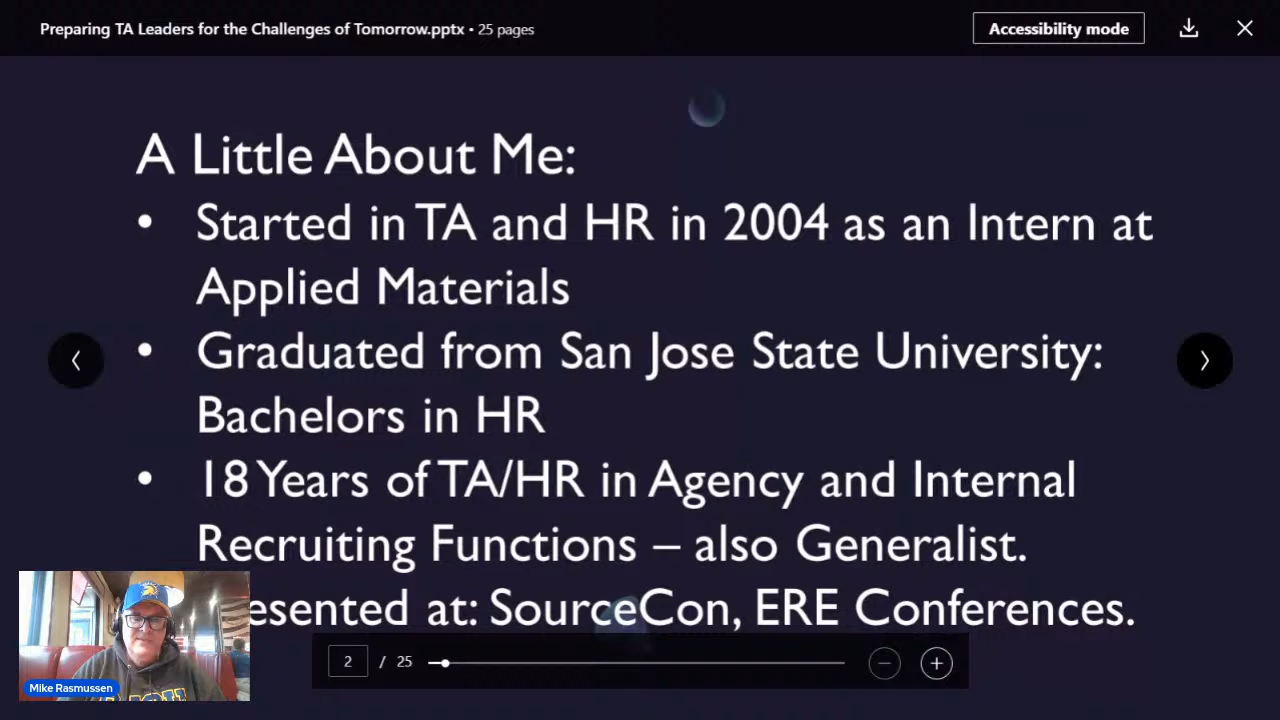 Preparing TA Leaders for the Challenges of Tomorrow.pptx • 25 pages
Accessibility mode
A Little About Me:
• Started in TA and HR in 2004 as an Intern at
Applied Materials
• Graduated from San Jose State University:
Bachelors in HR
• 18 Years of TA/HR in Agency and Internal
Recruiting Functions – also Generalist.
esented at: SourceCon, ERE Conferences.
2 / 25
Mike Rasmussen